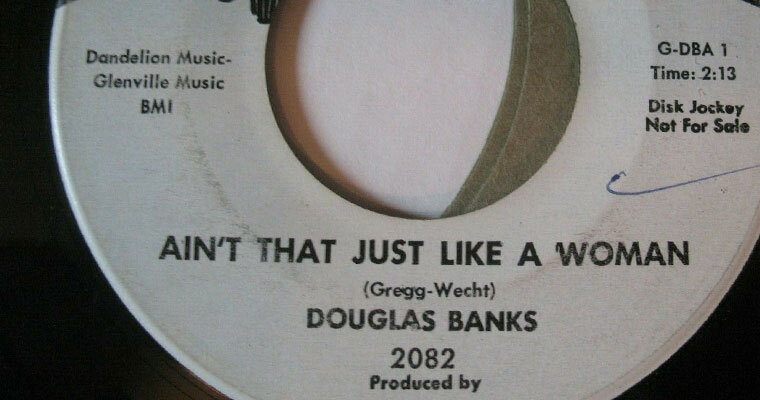 Dandelion Music-
Glenville Music
BMI
G-DBA 1
Time: 2:13
Disk Jockey
Not For Sale
AIN'T THAT JUST LIKE A WOMAN
(Gregg-Wecht)
DOUGLAS BANKS
2082
Produced by